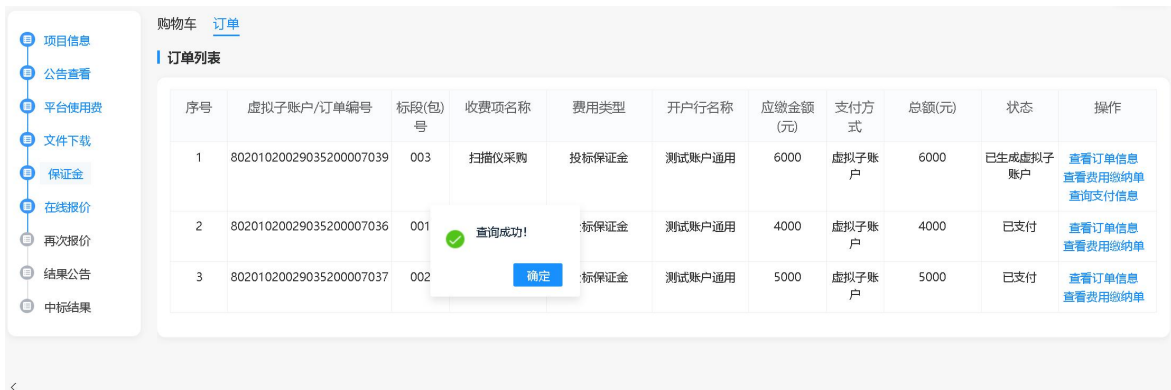 购物车 订单
项目信息
公告查看
平台使用费
文件下载
保证金
在线报价
再次报价
结果公告
中标结果
订单列表
序号 虚拟子账户/订单编号 标段(包)号 收费项名称 费用类型 开户行名称 应缴金额(元) 支付方式 总额(元) 状态 操作
1 80201020029035200007039 003 扫描仪采购 投标保证金 测试账户通用 6000 虚拟子账户 6000 已生成虚拟子账户 查看订单信息
查看费用缴纳单
查询支付信息
2 80201020029035200007036 001 标保证金 测试账户通用 4000 虚拟子账户 4000 已支付 查看订单信息
查看费用缴纳单
3 80201020029035200007037 002 标保证金 测试账户通用 5000 虚拟子账户 5000 已支付 查看订单信息
查看费用缴纳单
查询成功!
确定